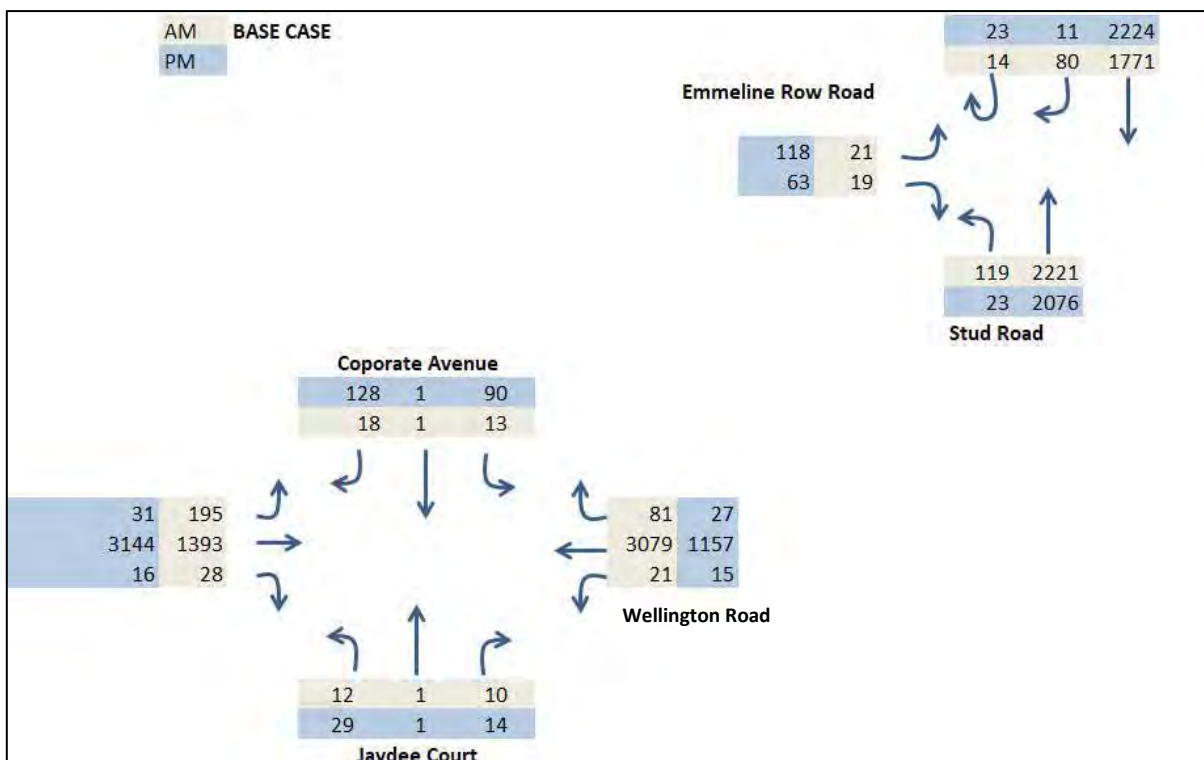 AM BASE CASE
PM
23 11 2224
14 80 1771
Emmeline Row Road
118 21
63 19
119 2221
23 2076
Stud Road
Coporate Avenue
128 1 90
18 1 13
31 195
3144 1393
16 28
81 27
3079 1157
21 15
Wellington Road
12 1 10
29 1 14
Jaydee Court